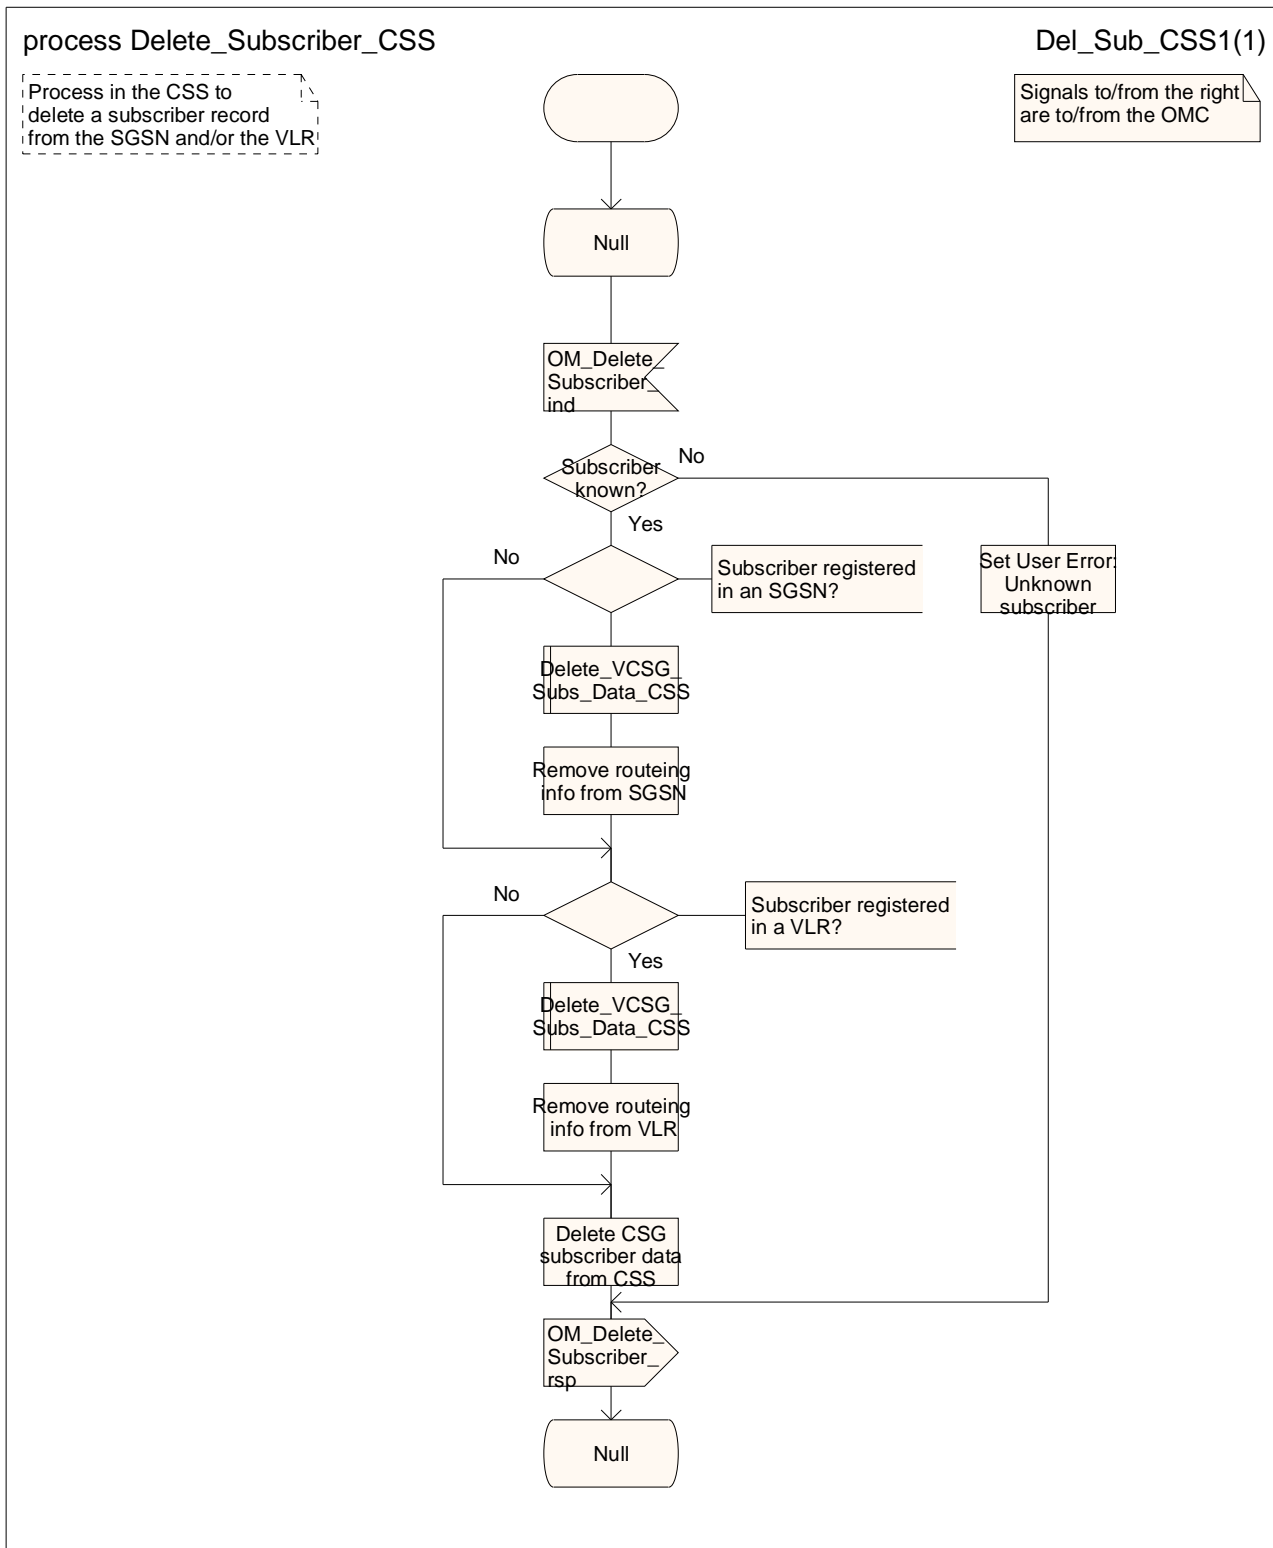 process Delete_Subscriber_CSS
Del_Sub_CSS1(1)
Process in the CSS to
delete a subscriber record
from the SGSN and/or the VLR
Signals to/from the right
are to/from the OMC
Null
OM_Delete_
Subscriber_
ind
Subscriber
known?
No
Yes
No
Subscriber registered
in an SGSN?
Set User Error:
Unknown
subscriber
Delete_VCSG_
Subs_Data_CSS
Remove routeing
info from SGSN
No
Subscriber registered
in a VLR?
Yes
Delete_VCSG_
Subs_Data_CSS
Remove routeing
info from VLR
Delete CSG
subscriber data
from CSS
OM_Delete_
Subscriber_
rsp
Null